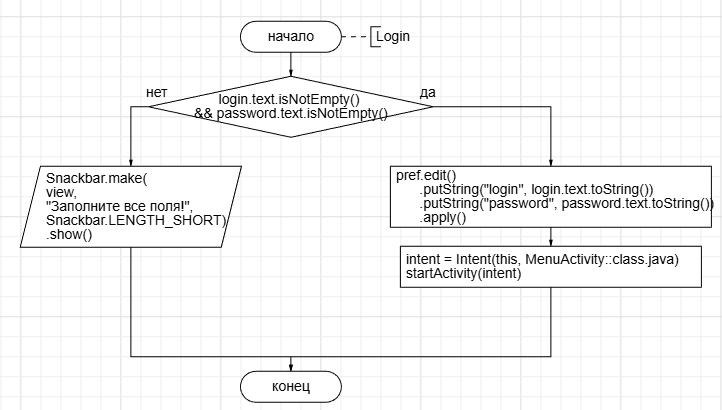 начало
Login
нет
да
login.text.isNotEmpty()
&& password.text.isNotEmpty()
Snackbar.make(
view,
"Заполните все поля!",
Snackbar.LENGTH_SHORT)
.show()
pref.edit()
.putString("login", login.text.toString())
.putString("password", password.text.toString())
.apply()
intent = Intent(this, MenuActivity::class.java)
startActivity(intent)
конец